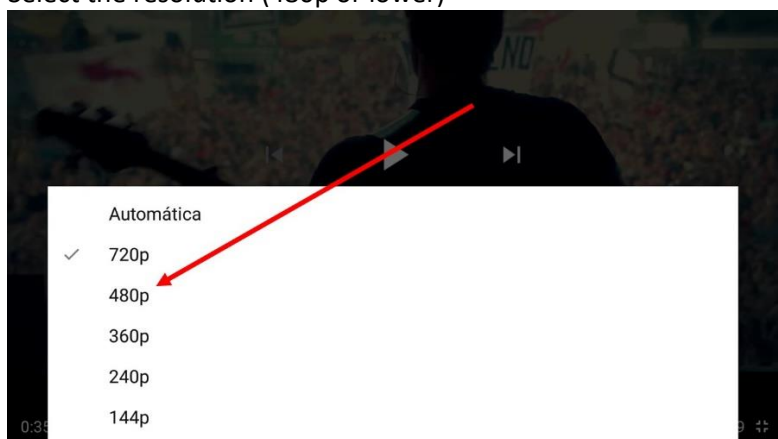 Select the resolution (480p or lower)
Automática
720p
480p
360p
240p
144p
0:35